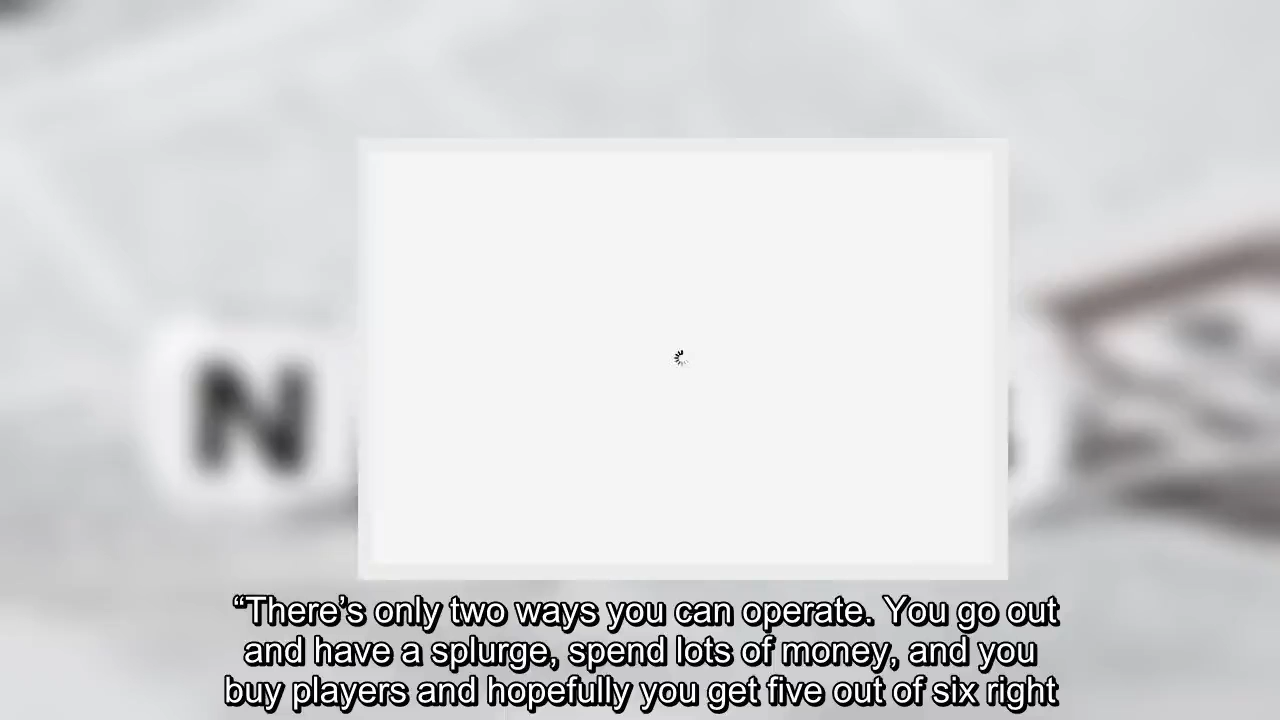 N
“There’s only two ways you can operate. You go out
and have a splurge, spend lots of money, and you
buy players and hopefully you get five out of six right